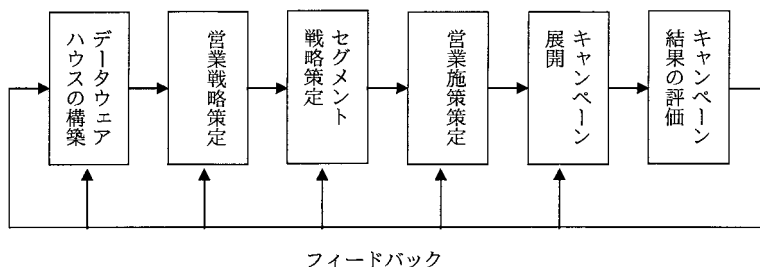 データウェア
ハウスの構築
営業戦略策定
セグメント
戦略策定
営業施策策定
キャンペーン
展開
キャンペーン
結果の評価
フィードバック